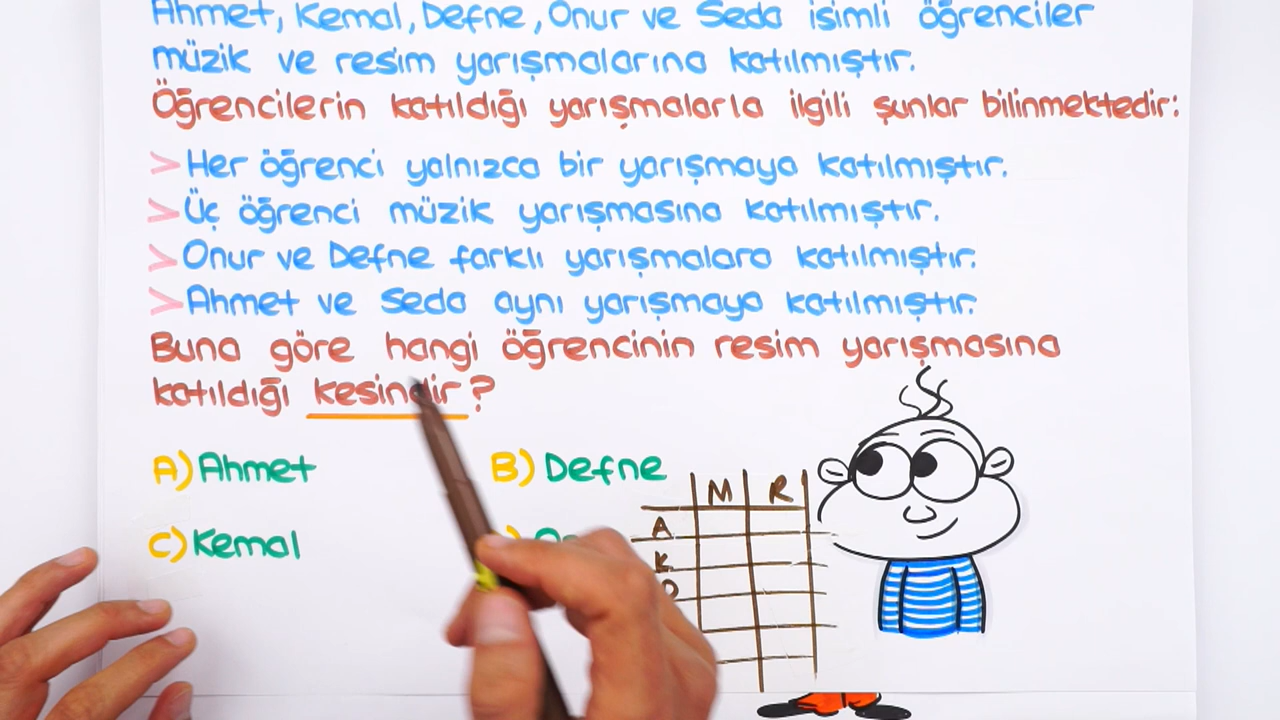 Ahmet, Kemal, Defne, Onur ve Seda isimli öğrenciler
müzik ve resim yarışmalarına katılmıştır.
Öğrencilerin katıldığı yarışmalarla ilgili şunlar bilinmektedir:
> Her öğrenci yalnızca bir yarışmaya katılmıştır.
> Üç öğrenci müzik yarışmasına katılmıştır.
> Onur ve Defne farklı yarışmalara katılmıştır.
> Ahmet ve Seda aynı yarışmaya katılmıştır.
Buna göre hangi öğrencinin resim yarışmasına
katıldığı kesindir?
A) Ahmet B) Defne
C) Kemal
M R
A
K
D